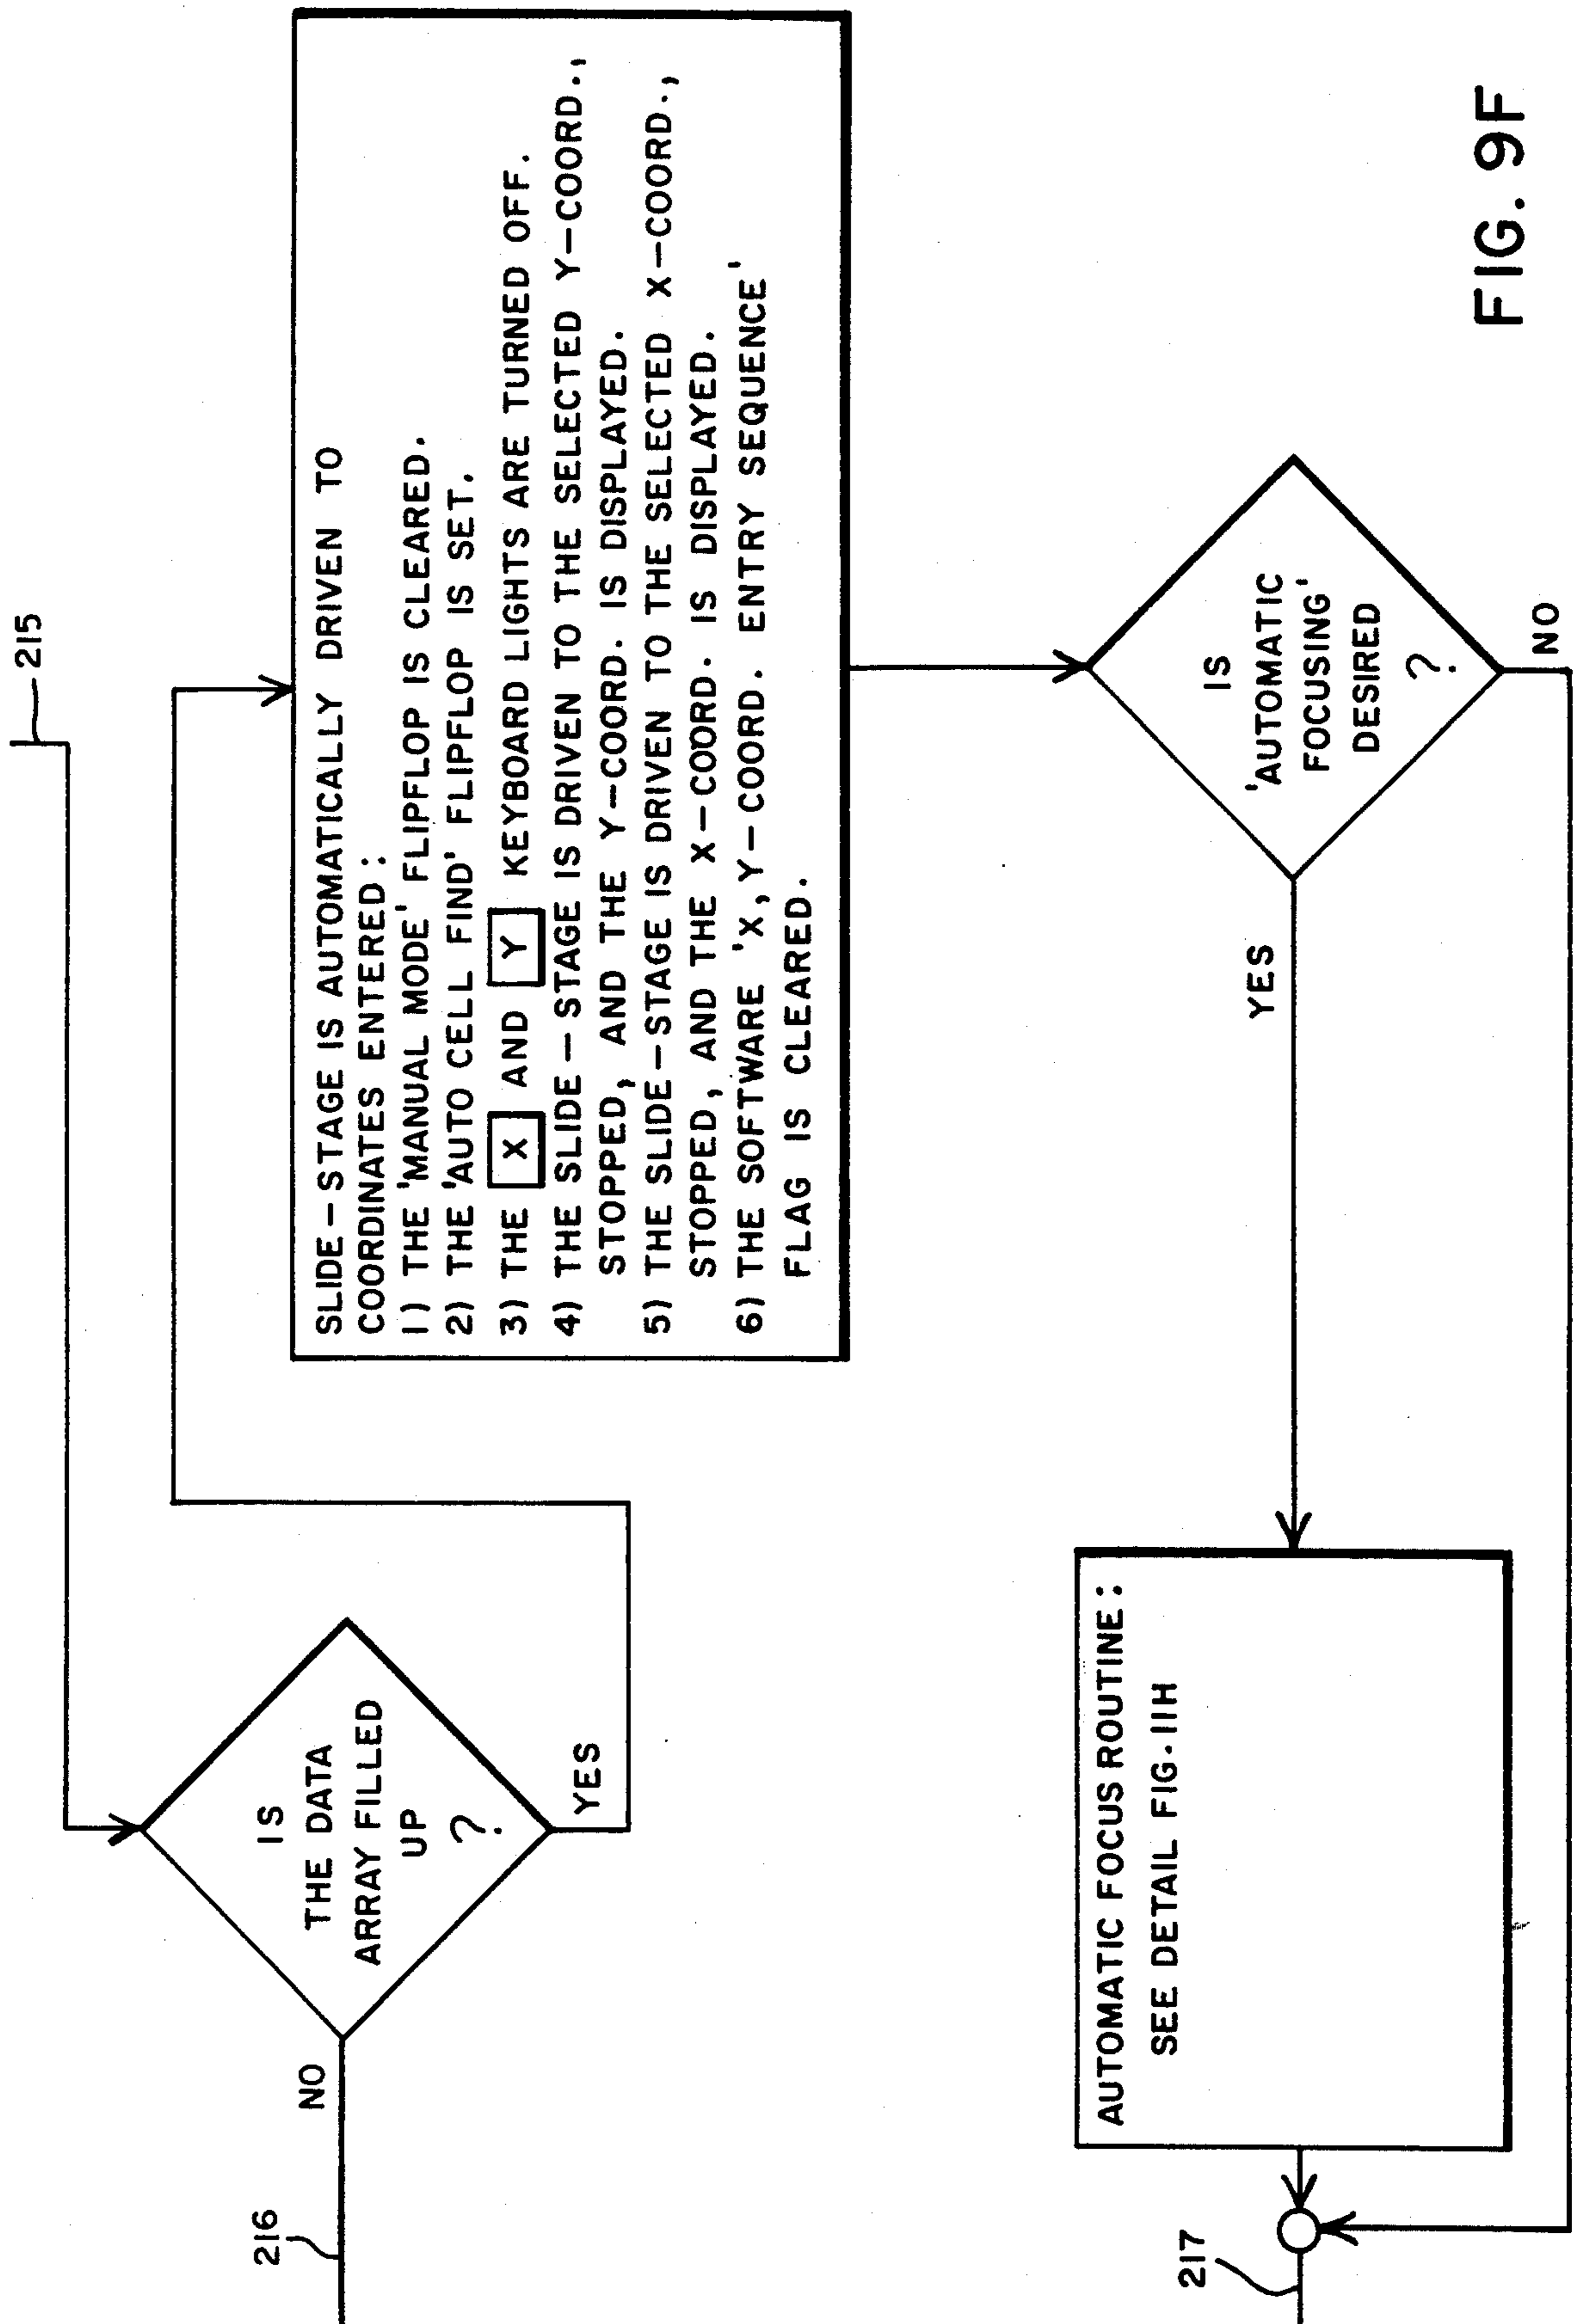 215
IS
THE DATA
ARRAY FILLED
UP
?
NO
YES
216
SLIDE-STAGE IS AUTOMATICALLY DRIVEN TO
COORDINATES ENTERED:
1) THE 'MANUAL MODE' FLIPFLOP IS CLEARED.
2) THE 'AUTO CELL FIND' FLIPFLOP IS SET.
3) THE X AND Y KEYBOARD LIGHTS ARE TURNED OFF.
4) THE SLIDE-STAGE IS DRIVEN TO THE SELECTED Y-COORD.,
STOPPED, AND THE Y-COORD. IS DISPLAYED.
5) THE SLIDE-STAGE IS DRIVEN TO THE SELECTED X-COORD.,
STOPPED, AND THE X-COORD. IS DISPLAYED.
6) THE SOFTWARE 'X,Y-COORD. ENTRY SEQUENCE'
FLAG IS CLEARED.
IS
'AUTOMATIC
FOCUSING'
DESIRED
?
YES
NO
AUTOMATIC FOCUS ROUTINE:
SEE DETAIL FIG. 11H
217
FIG. 9F